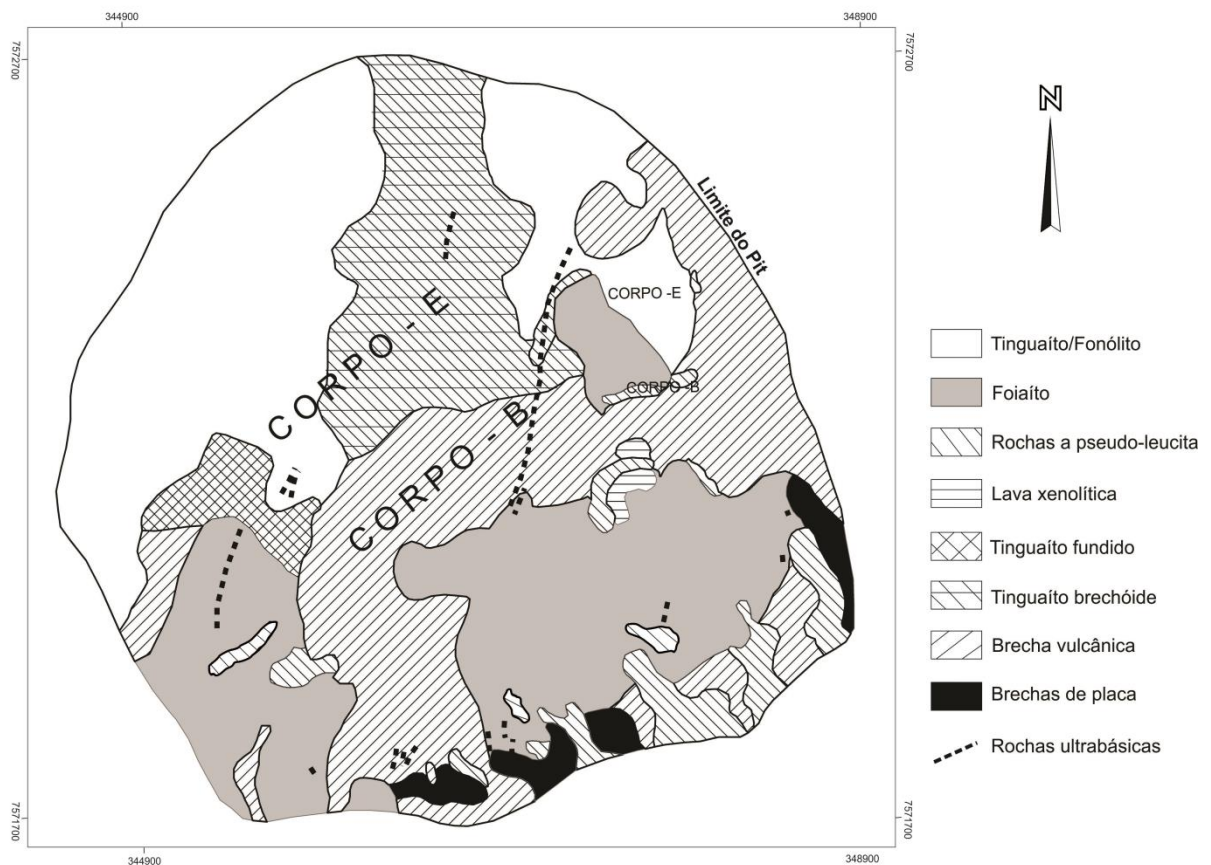 344900
348900
7572700
7572700
N
Limite do Pit
CORPO - E
CORPO -E
CORPO -B
CORPO - B
Tinguaíto/Fonólito
Foiaíto
Rochas a pseudo-leucita
Lava xenolítica
Tinguaíto fundido
Tinguaíto brechóide
Brecha vulcânica
Brechas de placa
Rochas ultrabásicas
7571700
7571700
344900
348900